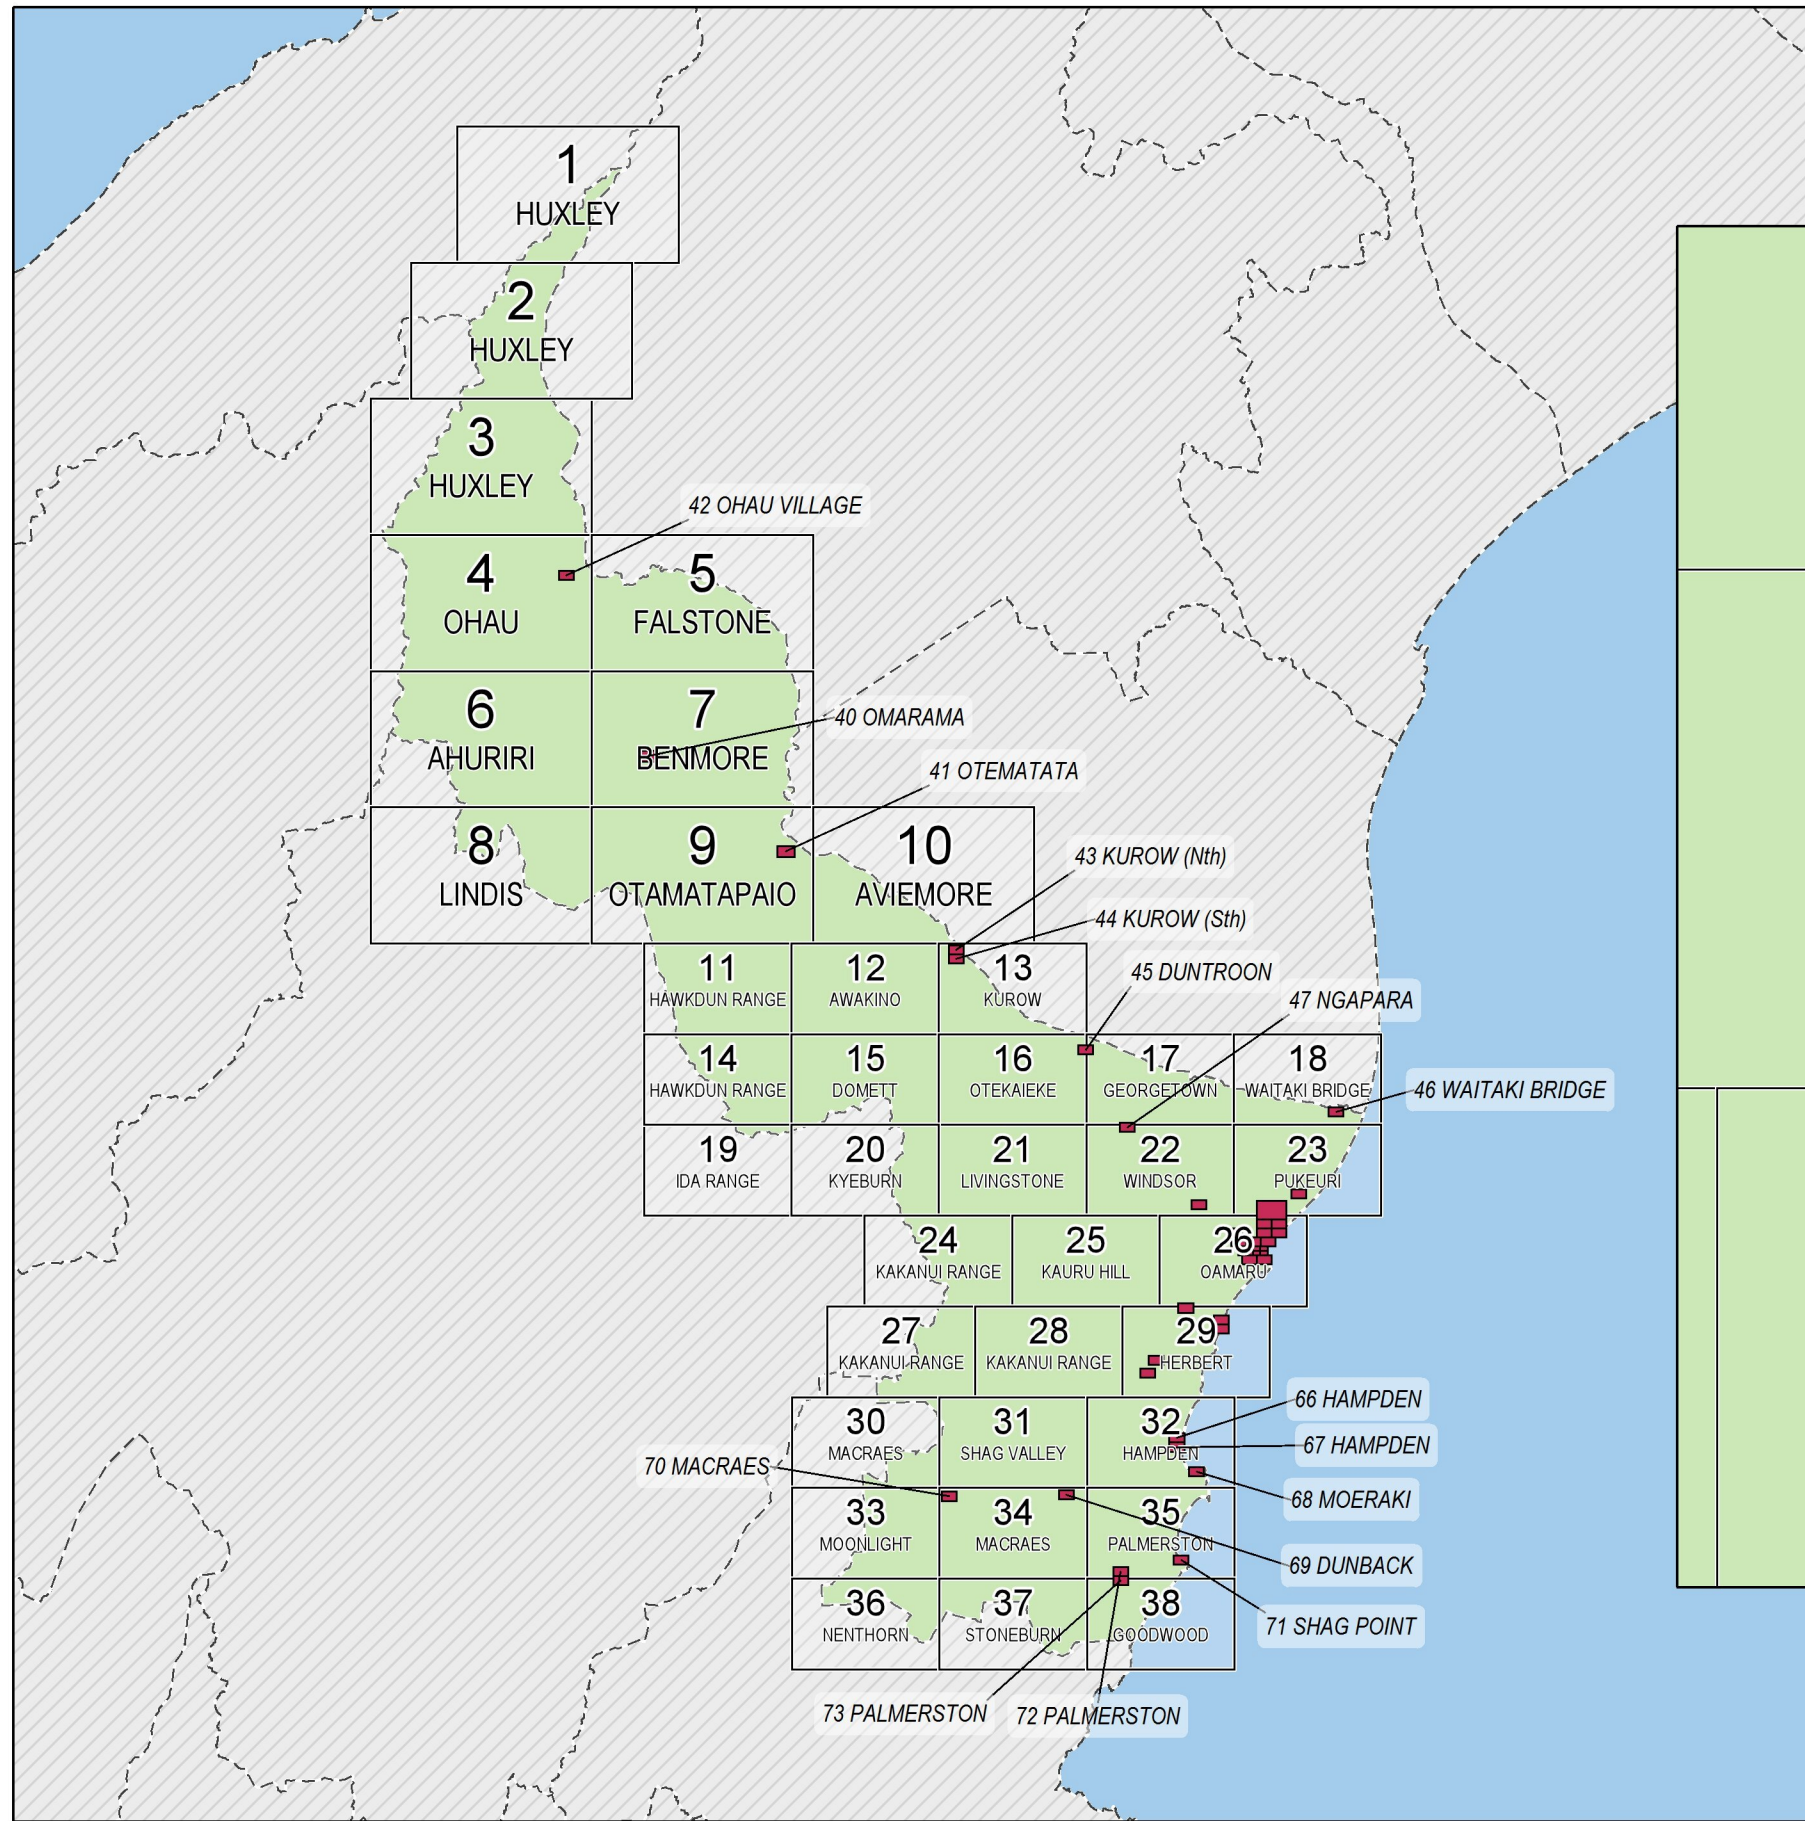 1
HUXLEY
2
HUXLEY
3
HUXLEY
42 OHAU VILLAGE
4
OHAU
5
FALSTONE
6
AHURIRI
7
BENMORE
40 OMARAMA
41 OTEMATATA
8
LINDIS
9
OTAMATAPAIO
10
AVIEMORE
43 KUROW (Nth)
44 KUROW (Sth)
11
HAWKDUN RANGE
12
AWAKINO
13
KUROW
45 DUNTROON
47 NGAPARA
14
HAWKDUN RANGE
15
DOMETT
16
OTEKAIEKE
17
GEORGETOWN
18
WAITAKI BRIDGE
46 WAITAKI BRIDGE
19
IDA RANGE
20
KYEBURN
21
LIVINGSTONE
22
WINDSOR
23
PUKEURI
24
KAKANUI RANGE
25
KAURU HILL
26
OAMARU
27
KAKANUI RANGE
28
KAKANUI RANGE
29
HERBERT
30
MACRAES
31
SHAG VALLEY
32
HAMPDEN
66 HAMPDEN
67 HAMPDEN
70 MACRAES
68 MOERAKI
33
MOONLIGHT
34
MACRAES
35
PALMERSTON
69 DUNBACK
36
NENTHORN
37
STONEBURN
38
GOODWOOD
71 SHAG POINT
73 PALMERSTON
72 PALMERSTON